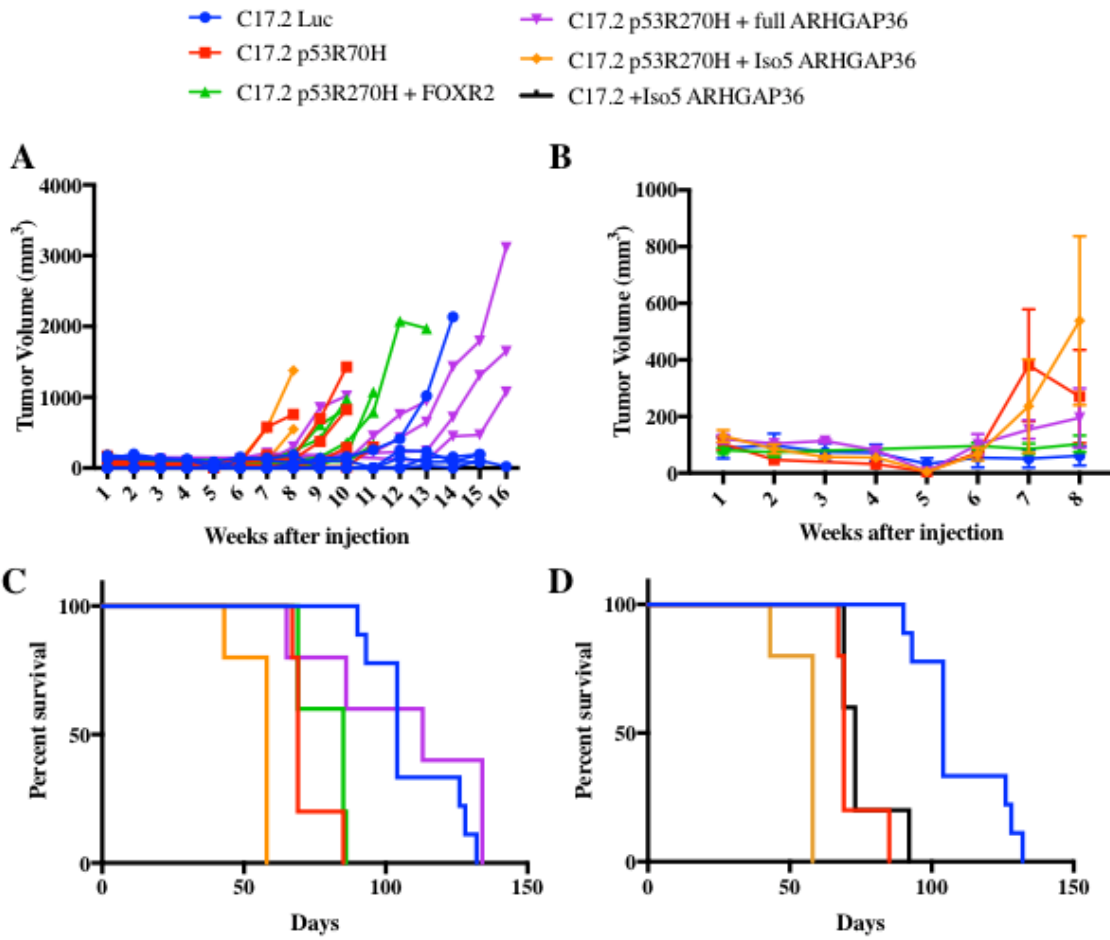 C17.2 Luc
C17.2 p53R70H
C17.2 p53R270H + FOXR2
C17.2 p53R270H + full ARHGAP36
C17.2 p53R270H + Iso5 ARHGAP36
C17.2 +Iso5 ARHGAP36
A
Tumor Volume (mm³)
4000
3000
2000
1000
0
1 2 3 4 5 6 7 8 9 10 11 12 13 14 15 16
Weeks after injection
B
Tumor Volume (mm³)
1000
800
600
400
200
0
1 2 3 4 5 6 7 8
Weeks after injection
C
Percent survival
100
50
0
0 50 100 150
Days
D
Percent survival
100
50
0
0 50 100 150
Days